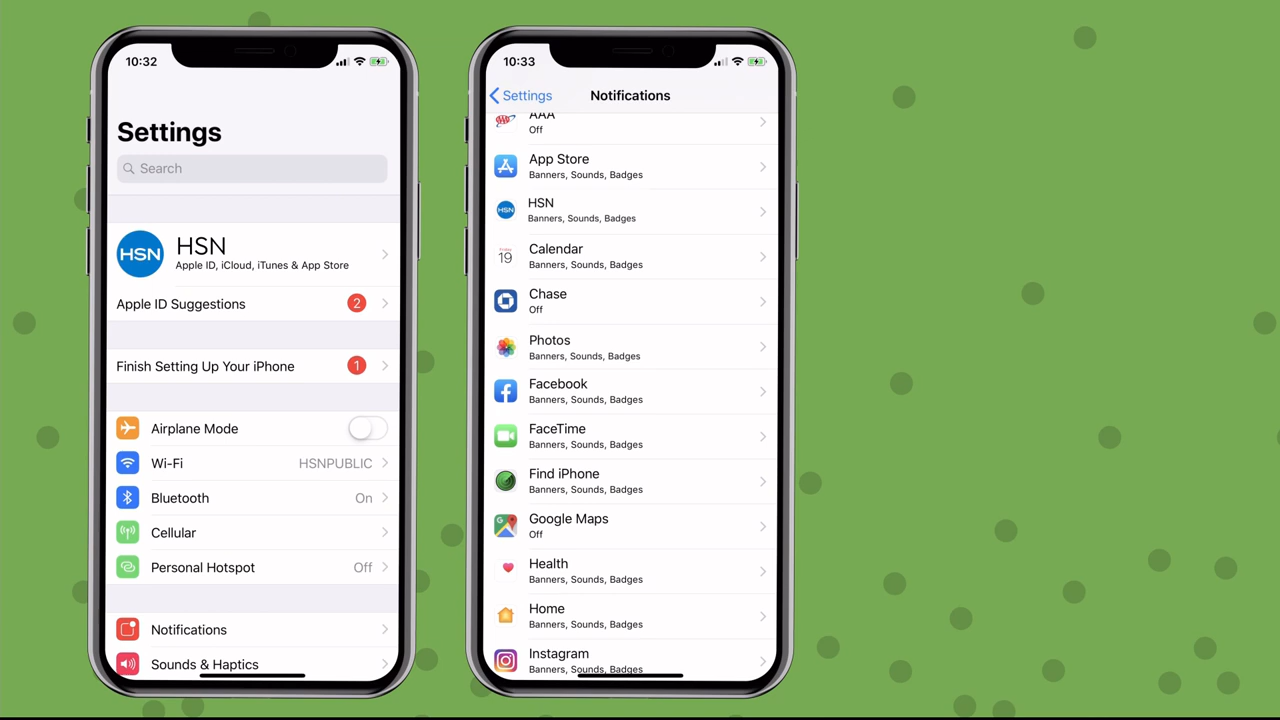 10:32
Settings
Search
HSN
HSN
Apple ID, iCloud, iTunes & App Store
Apple ID Suggestions
2
Finish Setting Up Your iPhone
1
Airplane Mode
Wi-Fi
HSNPUBLIC
Bluetooth
On
Cellular
Personal Hotspot
Off
Notifications
Sounds & Haptics
10:33
Settings
Notifications
AAA
Off
App Store
Banners, Sounds, Badges
HSN
HSN
Banners, Sounds, Badges
19
Calendar
Banners, Sounds, Badges
Chase
Off
Photos
Banners, Sounds, Badges
Facebook
Banners, Sounds, Badges
FaceTime
Banners, Sounds, Badges
Find iPhone
Banners, Sounds, Badges
Google Maps
Off
Health
Banners, Sounds, Badges
Home
Banners, Sounds, Badges
Instagram
Banners, Sounds, Badges